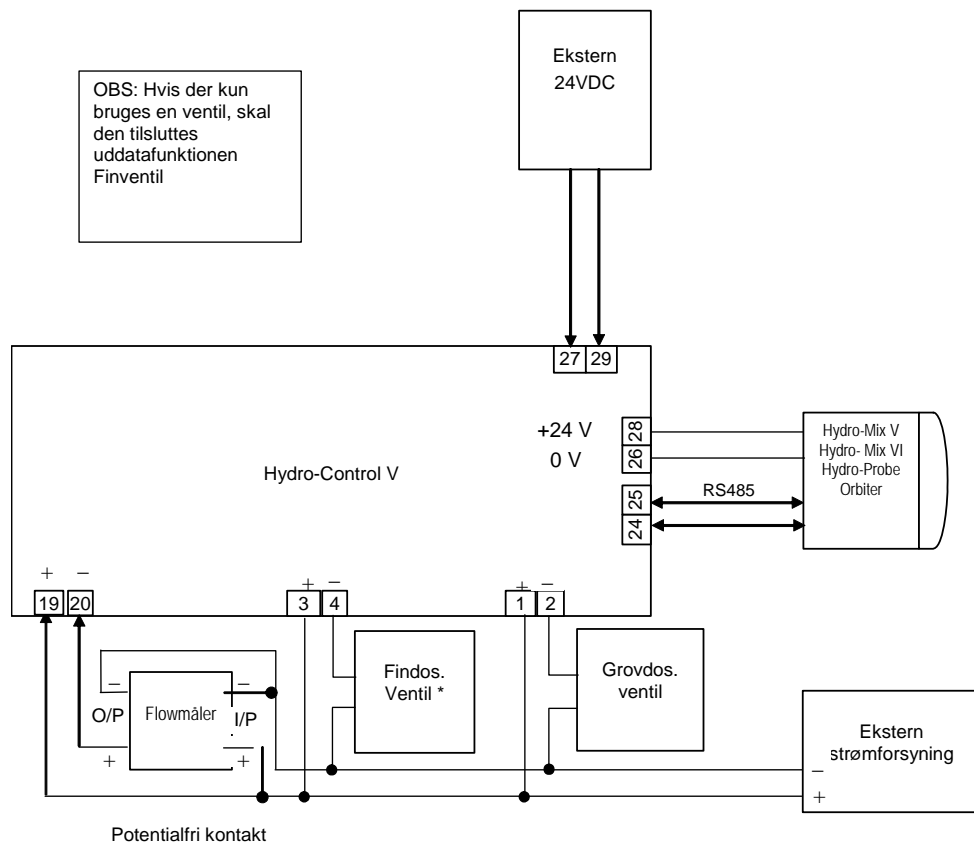 Ekstern
24VDC
OBS: Hvis der kun
bruges en ventil, skal
den tilsluttes
uddatafunktionen
Finventil
27 29
+24 V
28
0 V
26
Hydro-Control V
25
24
RS485
Hydro-Mix V
Hydro- Mix VI
Hydro-Probe
Orbiter
+ −
19 20
+ −
3 4
+ −
1 2
Findos.
Ventil *
Grovdos.
ventil
− −
O/P Flowmåler I/P
+ +
Ekstern
strømforsyning
−
+
Potentialfri kontakt